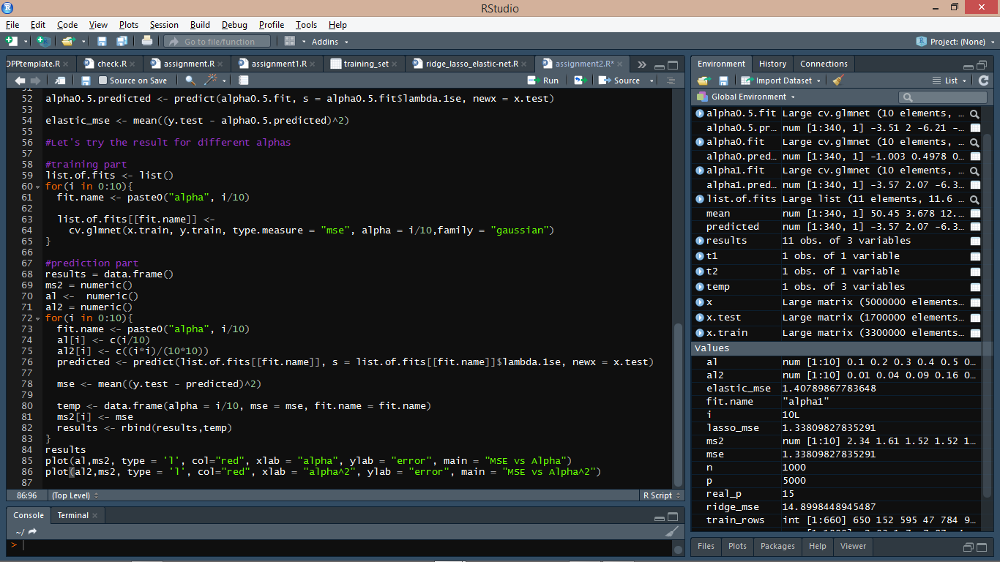 RStudio
File Edit Code View Plots Session Build Debug Profile Tools Help
Go to file/function Addins Project: (None)
OPPtemplate.R check.R assignment.R assignment1.R training_set ridge_lasso_elastic-net.R assignment2.R*
Source on Save Run Source
51
52 alpha0.5.predicted <- predict(alpha0.5.fit, s = alpha0.5.fit$lambda.1se, newx = x.test)
53
54 elastic_mse <- mean((y.test - alpha0.5.predicted)^2)
55
56 #Let's try the result for different alphas
57
58 #training part
59 list.of.fits <- list()
60 for(i in 0:10){
61 fit.name <- paste0("alpha", i/10)
62
63 list.of.fits[[fit.name]] <-
64 cv.glmnet(x.train, y.train, type.measure = "mse", alpha = i/10,family = "gaussian")
65 }
66
67 #prediction part
68 results = data.frame()
69 ms2 = numeric()
70 al <-  numeric()
71 al2 = numeric()
72 for(i in 0:10){
73 fit.name <- paste0("alpha", i/10)
74 al[i] <- c(i/10)
75 al2[i] <- c((i*i)/(10*10))
76 predicted <- predict(list.of.fits[[fit.name]], s = list.of.fits[[fit.name]]$lambda.1se, newx = x.test)
77
78 mse <- mean((y.test - predicted)^2)
79
80 temp <- data.frame(alpha = i/10, mse = mse, fit.name = fit.name)
81 ms2[i] <- mse
82 results <- rbind(results,temp)
83 }
84 results
85 plot(al,ms2, type = 'l', col="red", xlab = "alpha", ylab = "error", main = "MSE vs Alpha")
86 plot(al2,ms2, type = 'l', col="red", xlab = "alpha^2", ylab = "error", main = "MSE vs Alpha^2")
87
86:96 (Top Level) R Script
Console Terminal
~/
>
Environment History Connections
Import Dataset List
Global Environment
alpha0.5.fit Large cv.glmnet (10 elements, …
alpha0.5.pr… num [1:340, 1] -3.51 2 -6.21 -…
alpha0.fit Large cv.glmnet (10 elements, …
alpha0.pred… num [1:340, 1] -1.003 0.4978 0…
alpha1.fit Large cv.glmnet (10 elements, …
alpha1.pred… num [1:340, 1] -3.57 2.07 -6.3…
list.of.fits Large list (11 elements, 11.6 …
mean num [1:340, 1] 50.45 3.678 12.…
predicted num [1:340, 1] -3.57 2.07 -6.3…
results 11 obs. of 3 variables
t1 1 obs. of 1 variable
t2 1 obs. of 1 variable
temp 1 obs. of 3 variables
x Large matrix (5000000 elements…
x.test Large matrix (1700000 elements…
x.train Large matrix (3300000 elements…
Values
al num [1:10] 0.1 0.2 0.3 0.4 0.5 0…
al2 num [1:10] 0.01 0.04 0.09 0.16 0…
elastic_mse 1.40789867783648
fit.name "alpha1"
i 10L
lasso_mse 1.33809827835291
ms2 num [1:10] 2.34 1.61 1.52 1.52 1…
mse 1.33809827835291
n 1000
p 5000
real_p 15
ridge_mse 14.8998448945487
train_rows int [1:660] 650 152 595 47 784 9…
Files Plots Packages Help Viewer